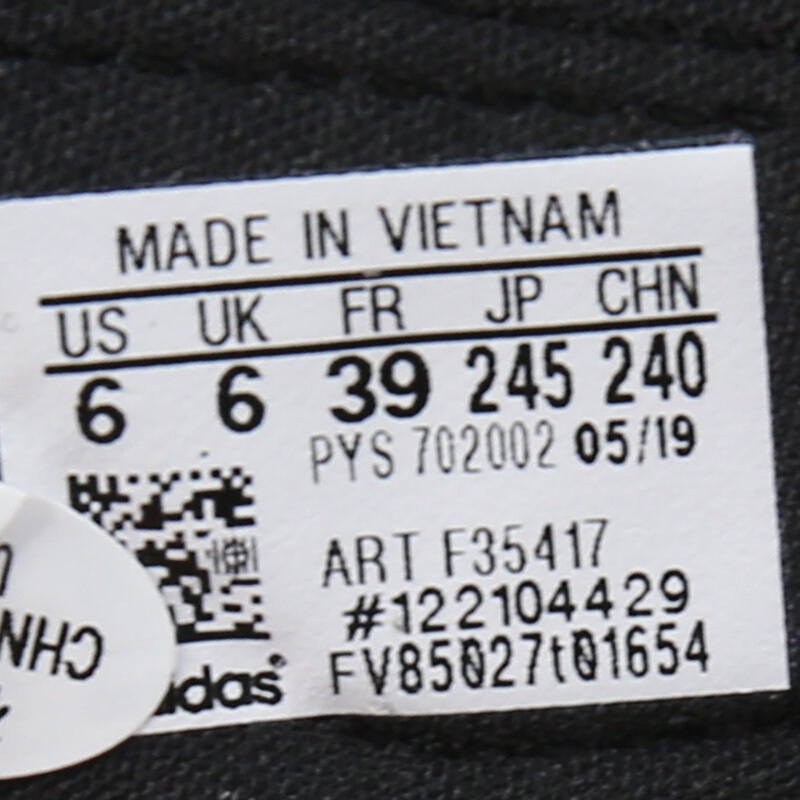 MADE IN VIETNAM
US UK FR JP CHN
6 6 39 245 240
PYS 702002 05/19
ART F35417
#122104429
FV85027t01654
adidas
CHN